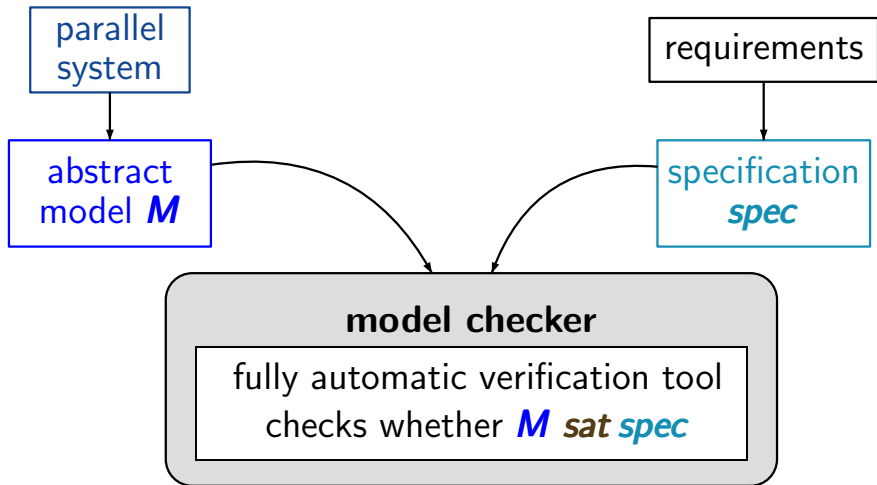 parallel
system
requirements
abstract
model M
specification
spec
model checker
fully automatic verification tool
checks whether M sat spec